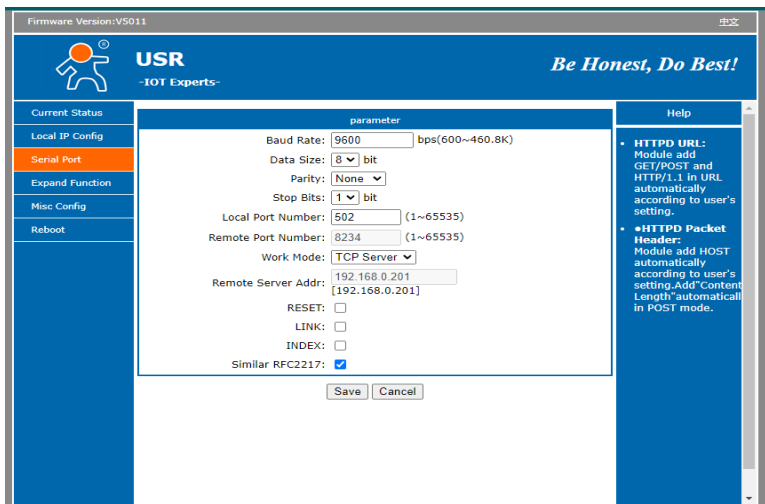 Firmware Version:V5011
中文
®
USR
-IOT Experts-
Be Honest, Do Best!
Current Status
Local IP Config
Serial Port
Expand Function
Misc Config
Reboot
parameter
Baud Rate: 9600 bps(600~460.8K)
Data Size: 8 bit
Parity: None
Stop Bits: 1 bit
Local Port Number: 502 (1~65535)
Remote Port Number: 8234 (1~65535)
Work Mode: TCP Server
Remote Server Addr: 192.168.0.201
[192.168.0.201]
RESET:
LINK:
INDEX:
Similar RFC2217:
Save Cancel
Help
• HTTPD URL:
Module add
GET/POST and
HTTP/1.1 in URL
automatically
according to user's
setting.
• ●HTTPD Packet
Header:
Module add HOST
automatically
according to user's
setting.Add"Content
Length"automaticall
in POST mode.